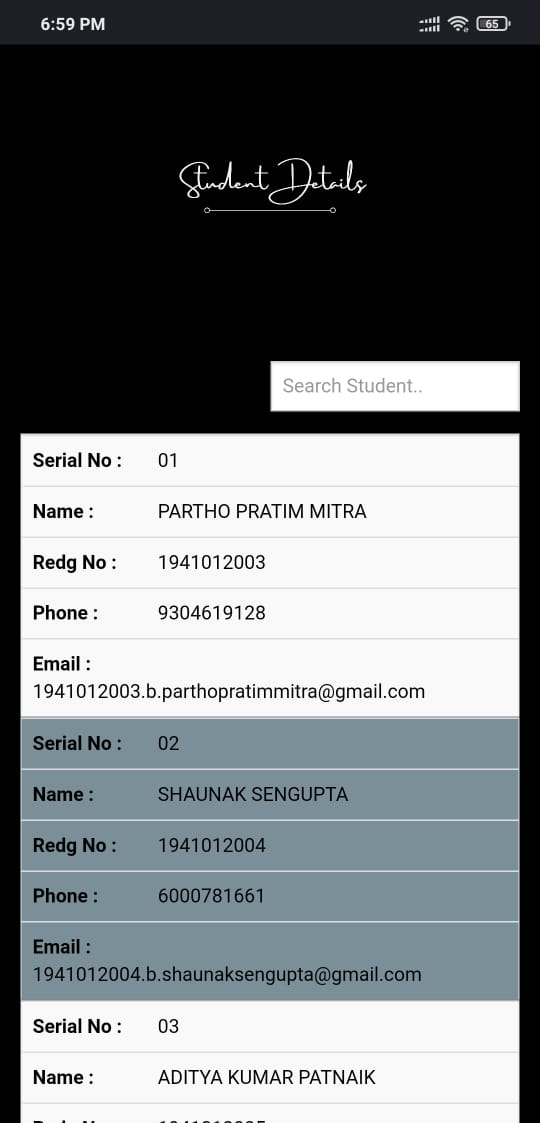 6:59 PM
65
Student Details
Search Student..
Serial No : 01
Name : PARTHO PRATIM MITRA
Redg No : 1941012003
Phone : 9304619128
Email :
1941012003.b.parthopratimmitra@gmail.com
Serial No : 02
Name : SHAUNAK SENGUPTA
Redg No : 1941012004
Phone : 6000781661
Email :
1941012004.b.shaunaksengupta@gmail.com
Serial No : 03
Name : ADITYA KUMAR PATNAIK